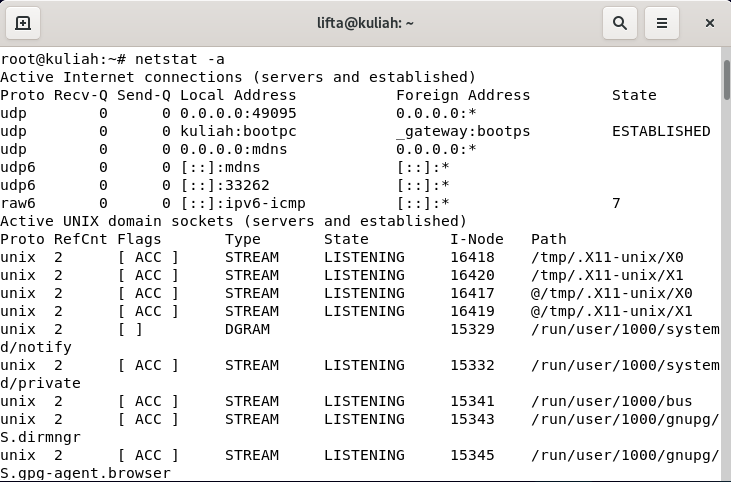 lifta@kuliah: ~
root@kuliah:~# netstat -a
Active Internet connections (servers and established)
Proto Recv-Q Send-Q Local Address           Foreign Address         State
udp        0      0 0.0.0.0:49095           0.0.0.0:*
udp        0      0 kuliah:bootpc           _gateway:bootps         ESTABLISHED
udp        0      0 0.0.0.0:mdns            0.0.0.0:*
udp6       0      0 [::]:mdns               [::]:*
udp6       0      0 [::]:33262              [::]:*
raw6       0      0 [::]:ipv6-icmp          [::]:*                  7
Active UNIX domain sockets (servers and established)
Proto RefCnt Flags       Type       State         I-Node   Path
unix  2      [ ACC ]     STREAM     LISTENING     16418    /tmp/.X11-unix/X0
unix  2      [ ACC ]     STREAM     LISTENING     16420    /tmp/.X11-unix/X1
unix  2      [ ACC ]     STREAM     LISTENING     16417    @/tmp/.X11-unix/X0
unix  2      [ ACC ]     STREAM     LISTENING     16419    @/tmp/.X11-unix/X1
unix  2      [ ]         DGRAM                    15329    /run/user/1000/system
d/notify
unix  2      [ ACC ]     STREAM     LISTENING     15332    /run/user/1000/system
d/private
unix  2      [ ACC ]     STREAM     LISTENING     15341    /run/user/1000/bus
unix  2      [ ACC ]     STREAM     LISTENING     15343    /run/user/1000/gnupg/
S.dirmngr
unix  2      [ ACC ]     STREAM     LISTENING     15345    /run/user/1000/gnupg/
S.gpg-agent.browser